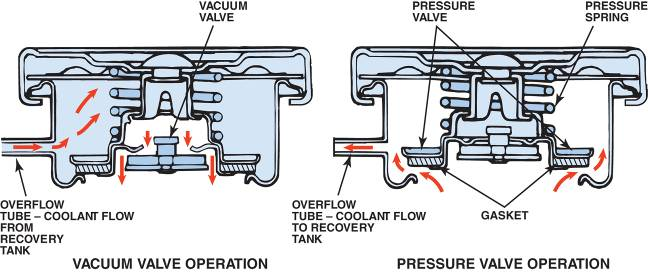 VACUUM
VALVE
OVERFLOW
TUBE – COOLANT FLOW
FROM
RECOVERY
TANK
VACUUM VALVE OPERATION
PRESSURE
VALVE
PRESSURE
SPRING
OVERFLOW
TUBE – COOLANT FLOW
TO RECOVERY
TANK
GASKET
PRESSURE VALVE OPERATION